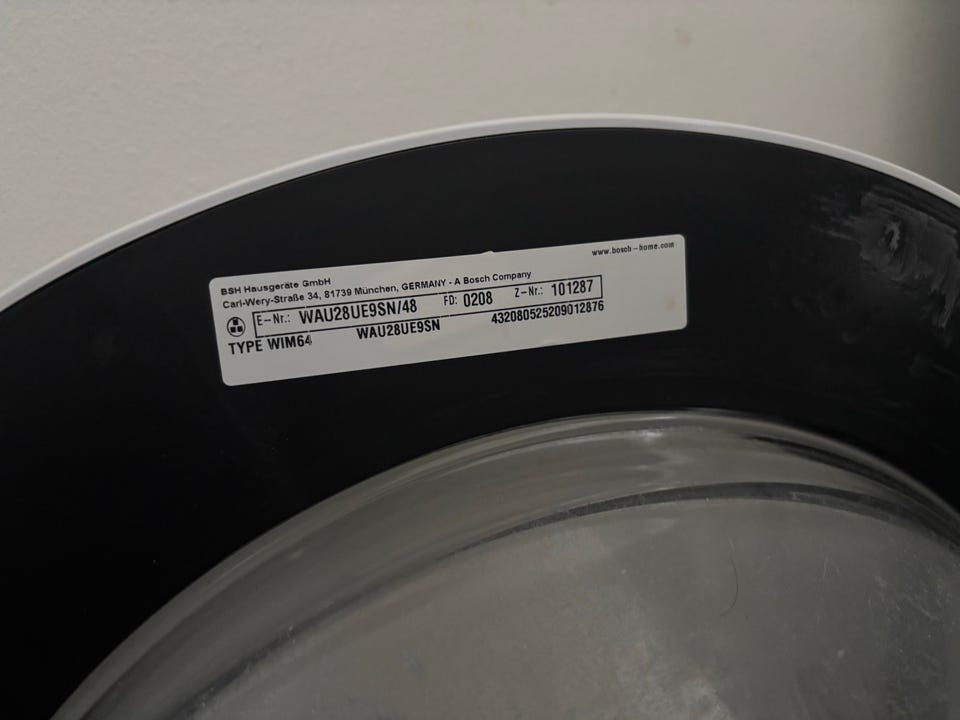 www.bosch-home.com
BSH Hausgeräte GmbH
Carl-Wery-Straße 34, 81739 München, GERMANY - A Bosch Company
E-Nr.: WAU28UE9SN/48 FD: 0208 Z-Nr.: 101287
TYPE WIM64 WAU28UE9SN 432080525209012876